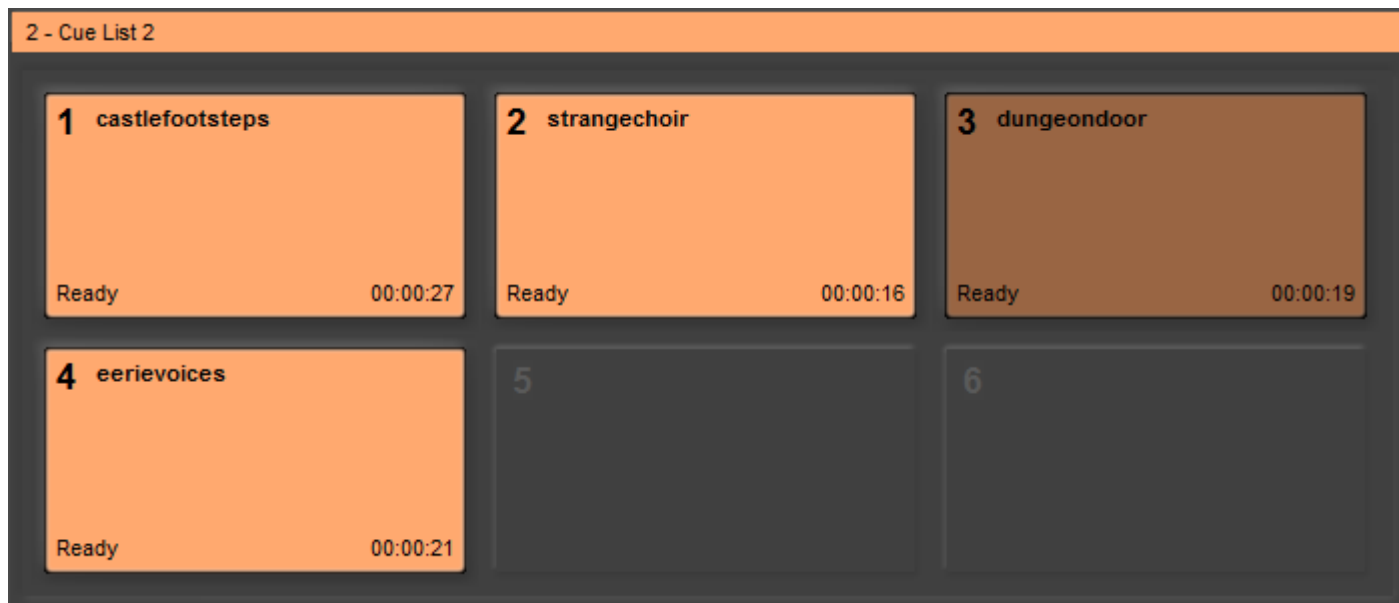 2 - Cue List 2
1 castlefootsteps
Ready 00:00:27
2 strangechoir
Ready 00:00:16
3 dungeondoor
Ready 00:00:19
4 eerievoices
Ready 00:00:21
5
6